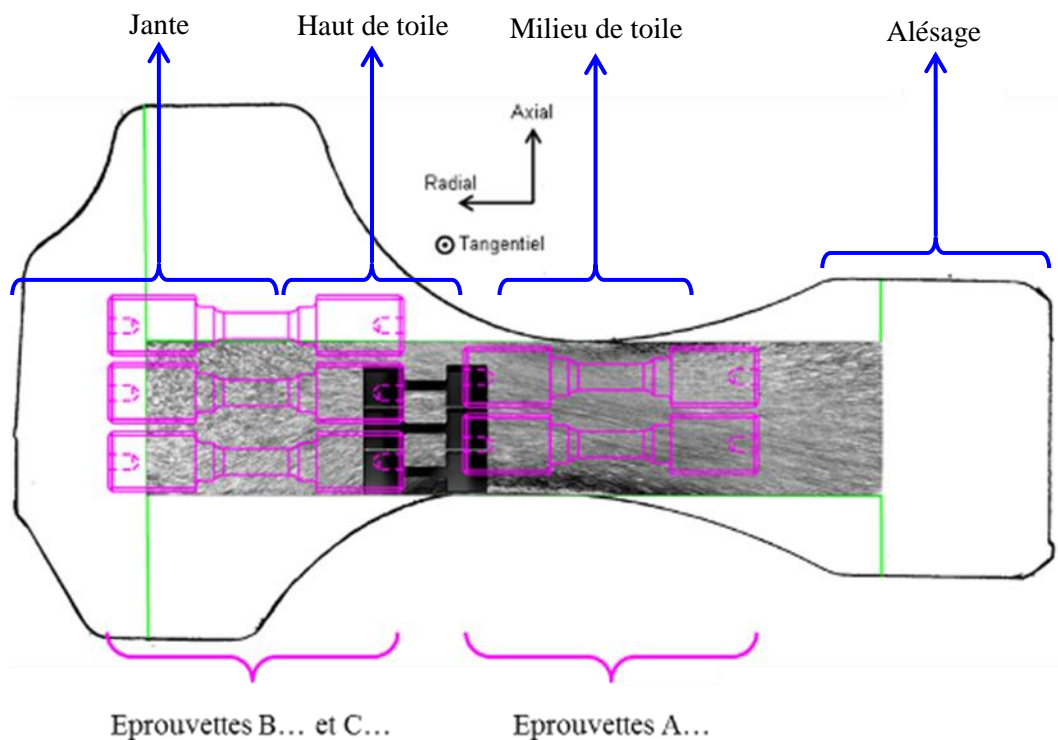 Jante
Haut de toile
Milieu de toile
Alésage
Axial
Radial
Tangentiel
Eprouvettes B… et C…
Eprouvettes A…